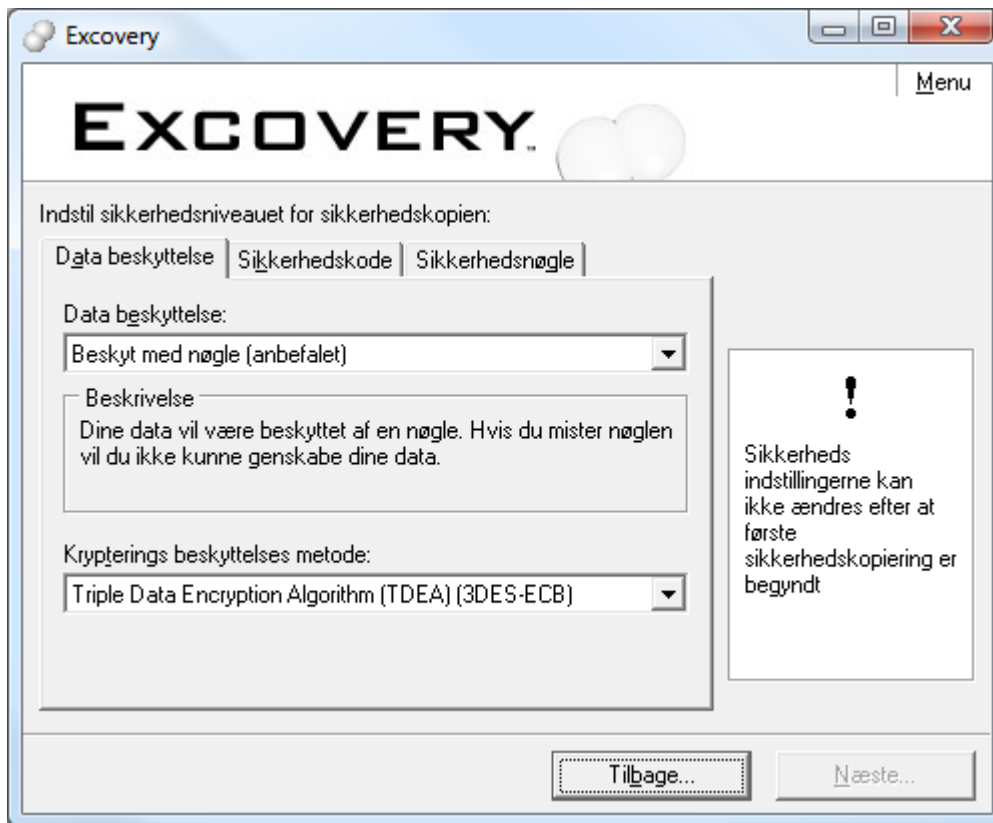 Excovery
Menu
EXCOVERY™
Indstil sikkerhedsniveauet for sikkerhedskopien:
Data beskyttelse
Sikkerhedskode
Sikkerhedsnøgle
Data beskyttelse:
Beskyt med nøgle (anbefalet)
Beskrivelse
Dine data vil være beskyttet af en nøgle. Hvis du mister nøglen
vil du ikke kunne genskabe dine data.
Krypterings beskyttelses metode:
Triple Data Encryption Algorithm (TDEA) (3DES-ECB)
!
Sikkerheds
indstillingerne kan
ikke ændres efter at
første
sikkerhedskopiering er
begyndt
Tilbage...
Næste...